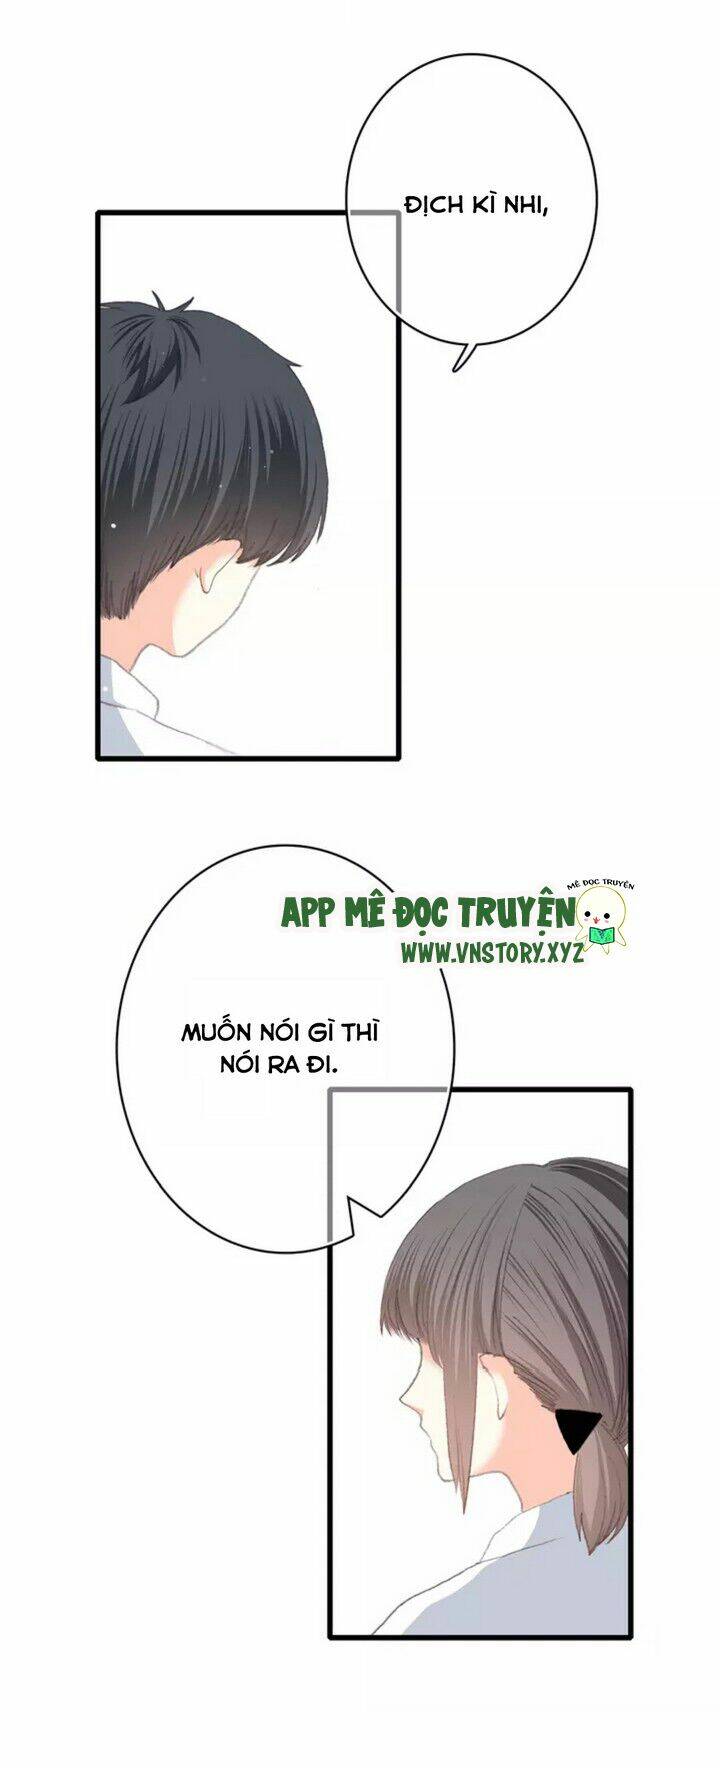 ĐỊCH KÌ NHI,
MÊ ĐỌC TRUYỆN
APP MÊ ĐỌC TRUYỆN
WWW.VNSTORY.XYZ
MUỐN NÓI GÌ THÌ
NÓI RA ĐI.